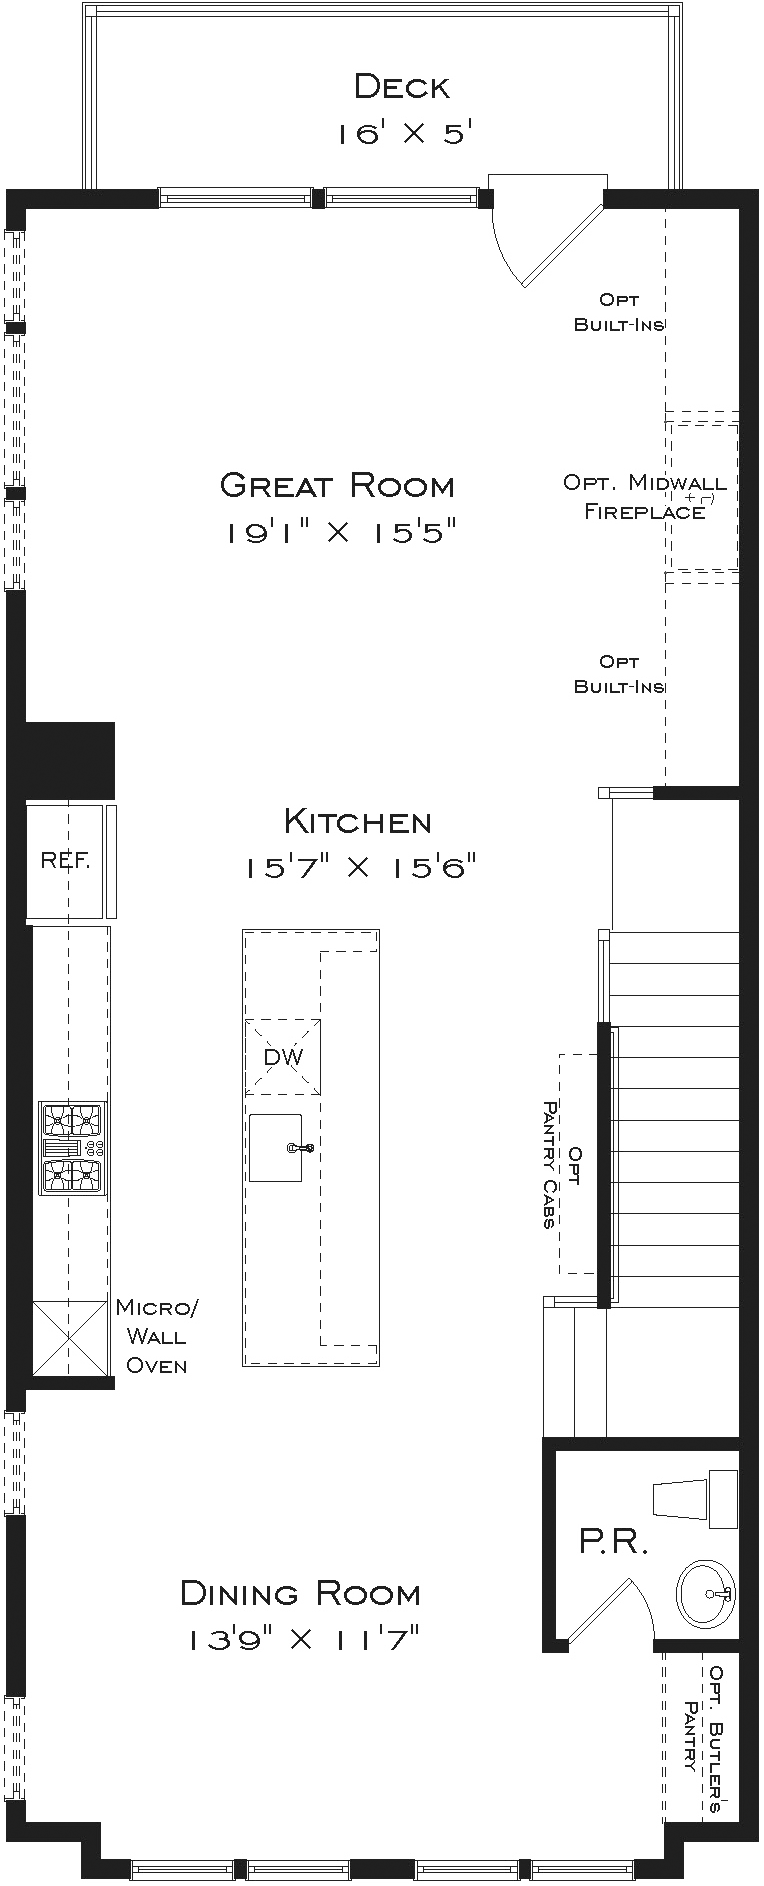 Deck
16' × 5'
Opt
Built-Ins
Great Room
19'1" × 15'5"
Opt. Midwall
Fireplace
Opt
Built-Ins
Kitchen
15'7" × 15'6"
REF.
DW
Opt
Pantry Cabs
Micro/
Wall
Oven
P.R.
Dining Room
13'9" × 11'7"
Opt. Butler's
Pantry